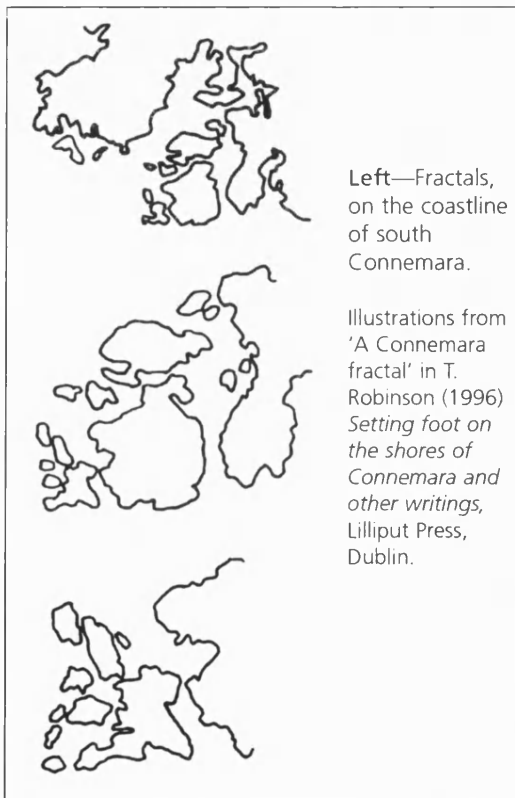 Left—Fractals,
on the coastline
of south
Connemara.
Illustrations from
'A Connemara
fractal' in T.
Robinson (1996)
Setting foot on
the shores of
Connemara and
other writings,
Lilliput Press,
Dublin.